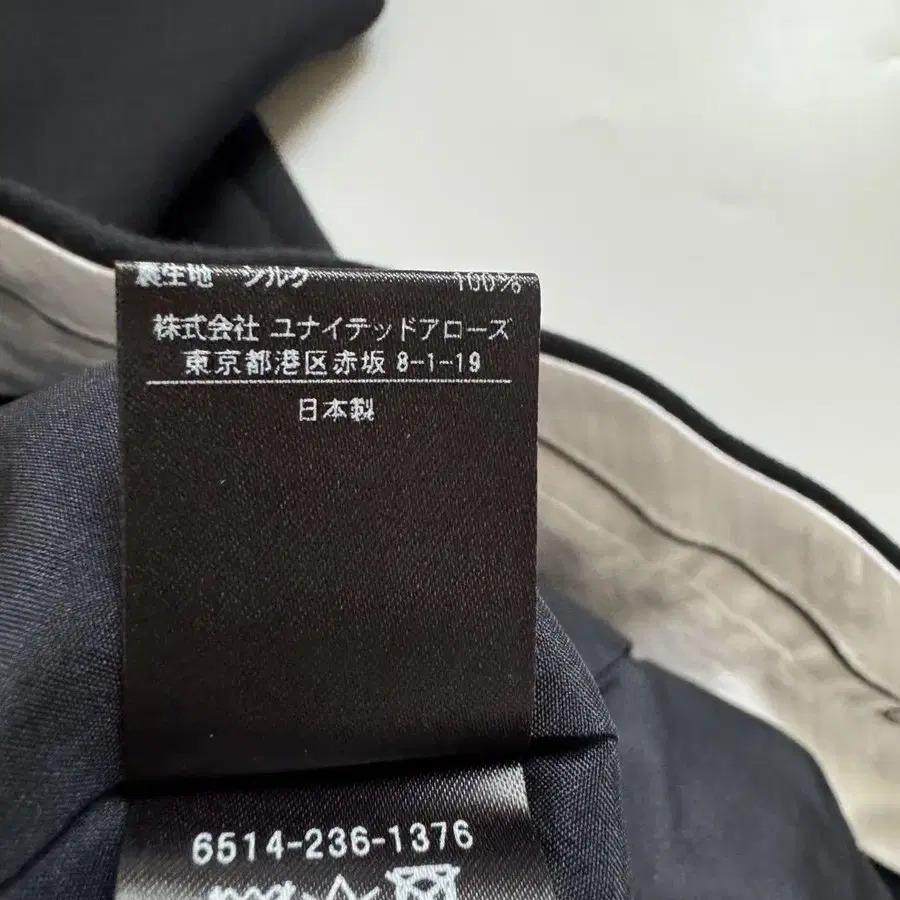 裏生地 シルク 100%
株式会社 ユナイテッドアローズ
東京都港区赤坂 8-1-19
日本製
6514-236-1376